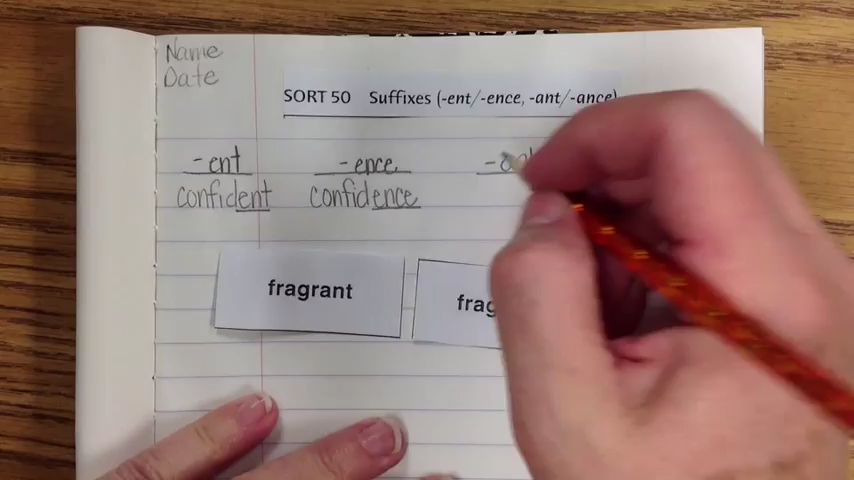 Name
Date
SORT 50 Suffixes (-ent/-ence, -ant/-ance)
-ent -ence
confident confidence
fragrant